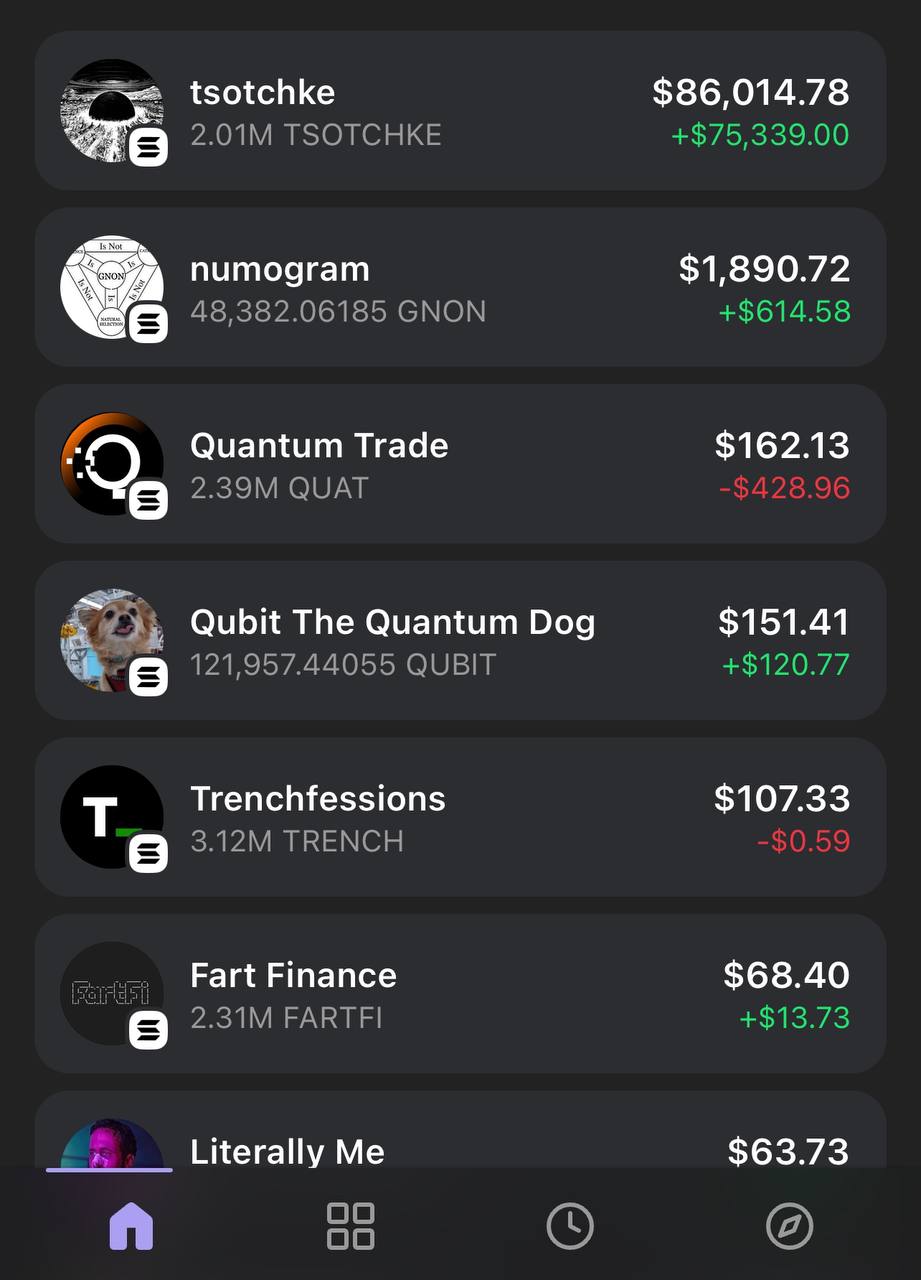 tsotchke
$86,014.78
2.01M TSOTCHKE
+$75,339.00
Is Not
Is
Is
GNON
Is Not
Is
Is Not
NATURAL
SELECTION
numogram
$1,890.72
48,382.06185 GNON
+$614.58
Quantum Trade
$162.13
2.39M QUAT
-$428.96
Qubit The Quantum Dog
$151.41
121,957.44055 QUBIT
+$120.77
T_
Trenchfessions
$107.33
3.12M TRENCH
-$0.59
FartFi
Fart Finance
$68.40
2.31M FARTFI
+$13.73
Literally Me
$63.73